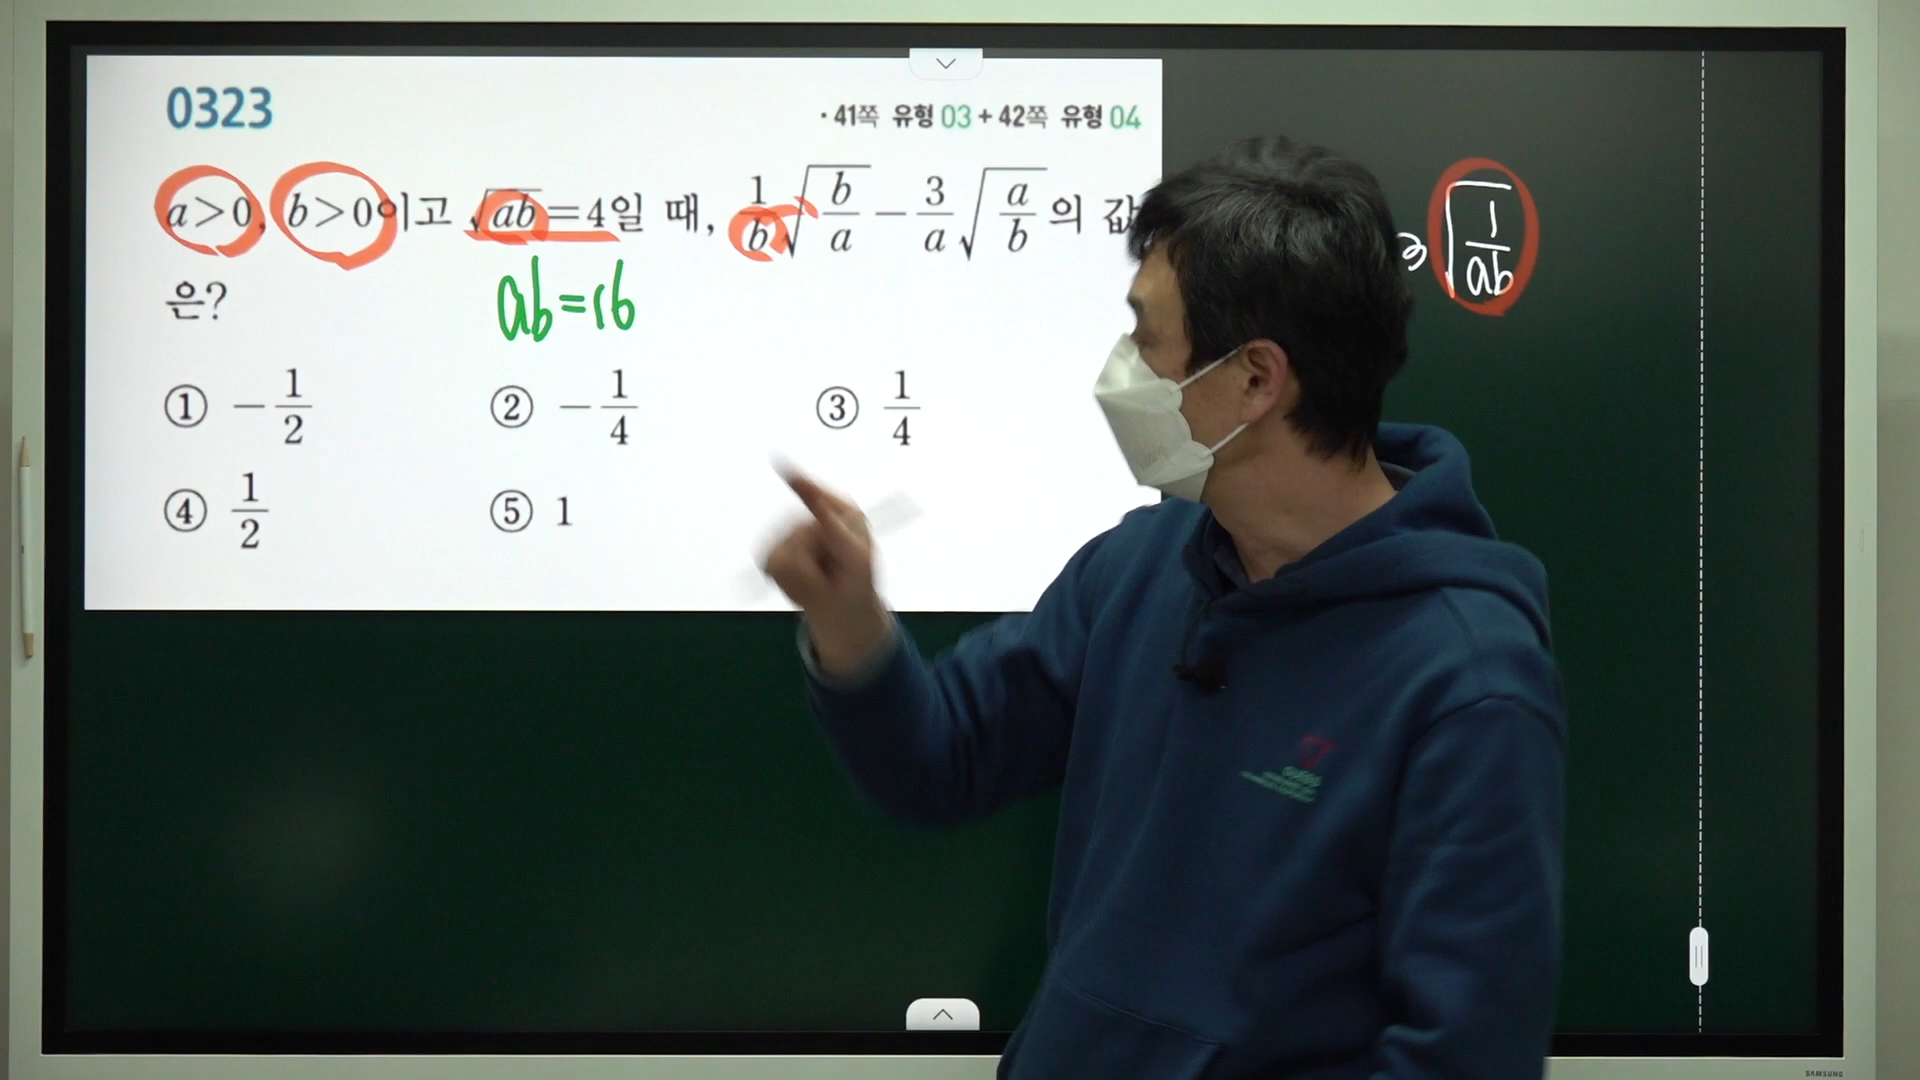 0323
· 41쪽 유형 03 + 42쪽 유형 04
a>0, b>0이고 √ab=4일 때, 1/b √(b/a) − 3/a √(a/b) 의 값
은?
ab=16
① −1/2 ② −1/4 ③ 1/4
④ 1/2 ⑤ 1
3 √(1/ab)
SAMSUNG